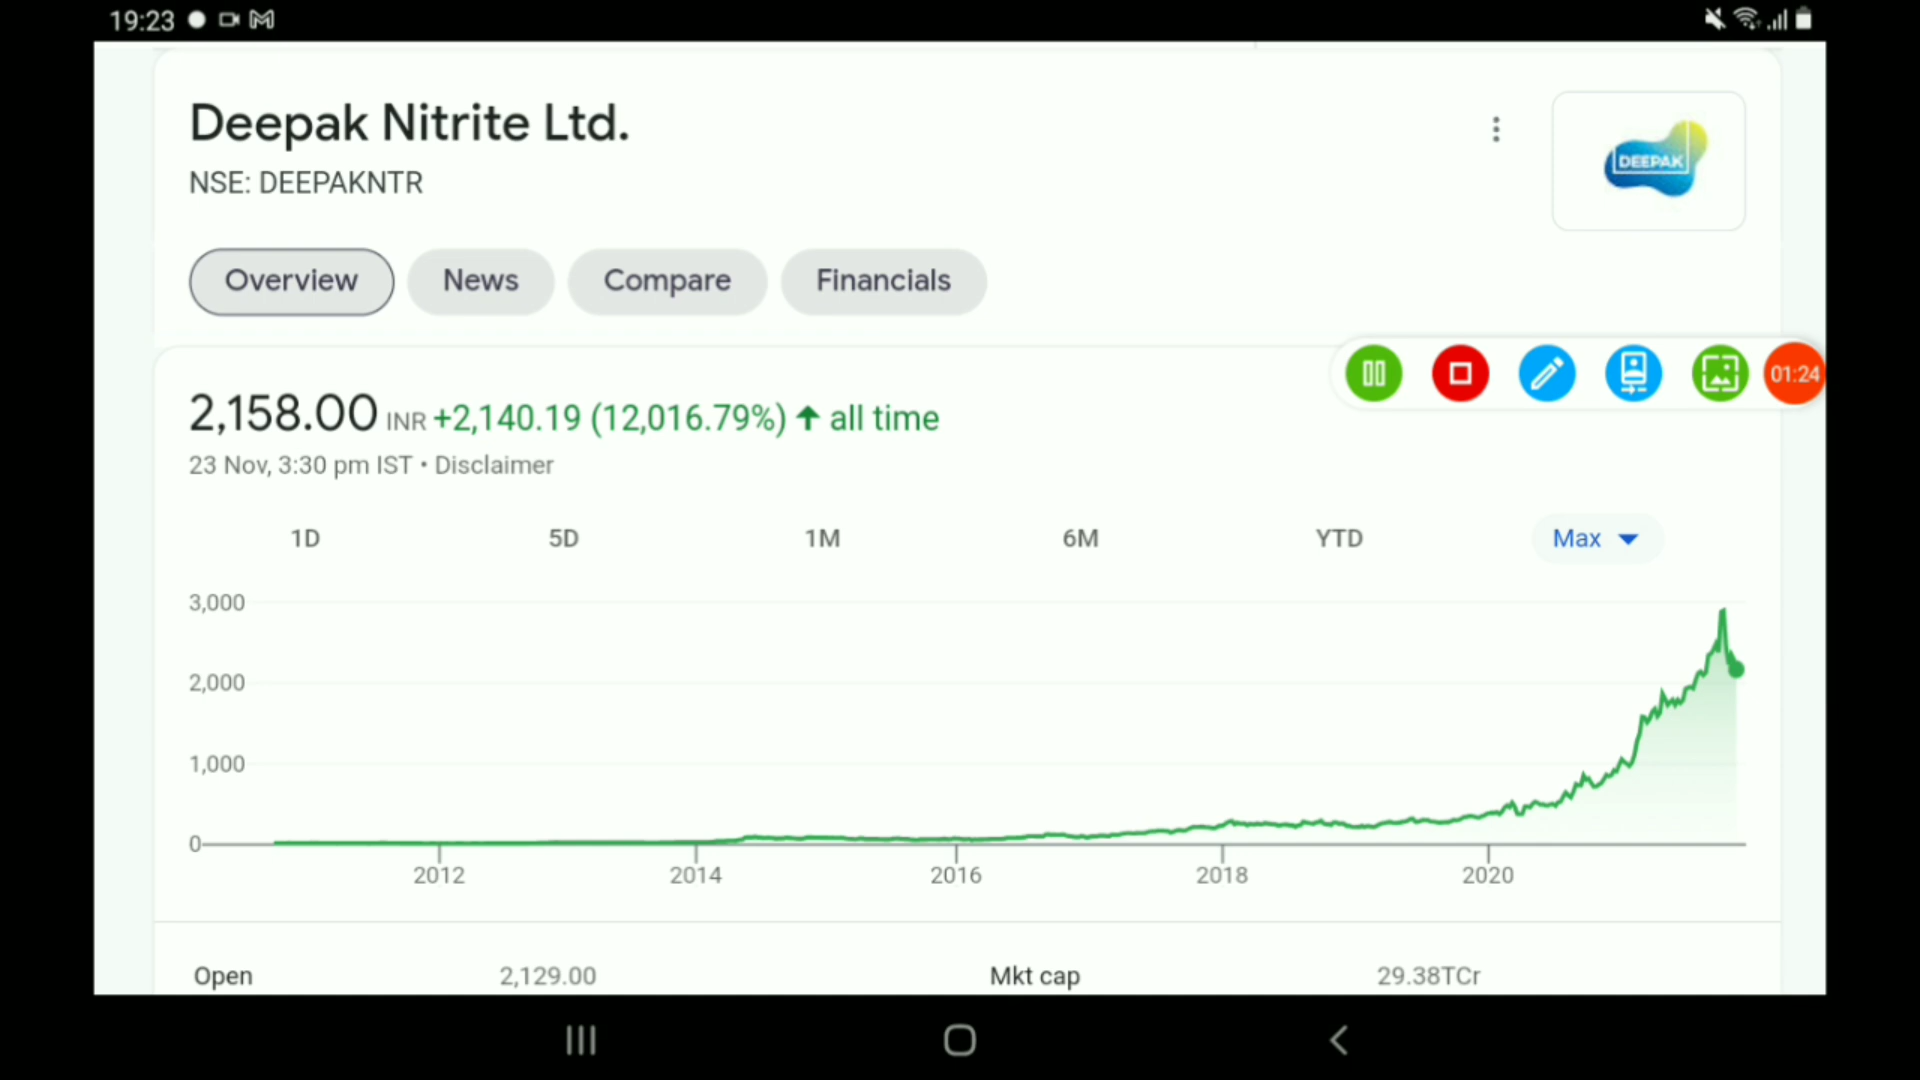 19:23
Deepak Nitrite Ltd.
NSE: DEEPAKNTR
DEEPAK
Overview News Compare Financials
01:24
2,158.00 INR +2,140.19 (12,016.79%) ↑ all time
23 Nov, 3:30 pm IST • Disclaimer
1D 5D 1M 6M YTD Max
3,000
2,000
1,000
0
2012 2014 2016 2018 2020
Open 2,129.00 Mkt cap 29.38TCr